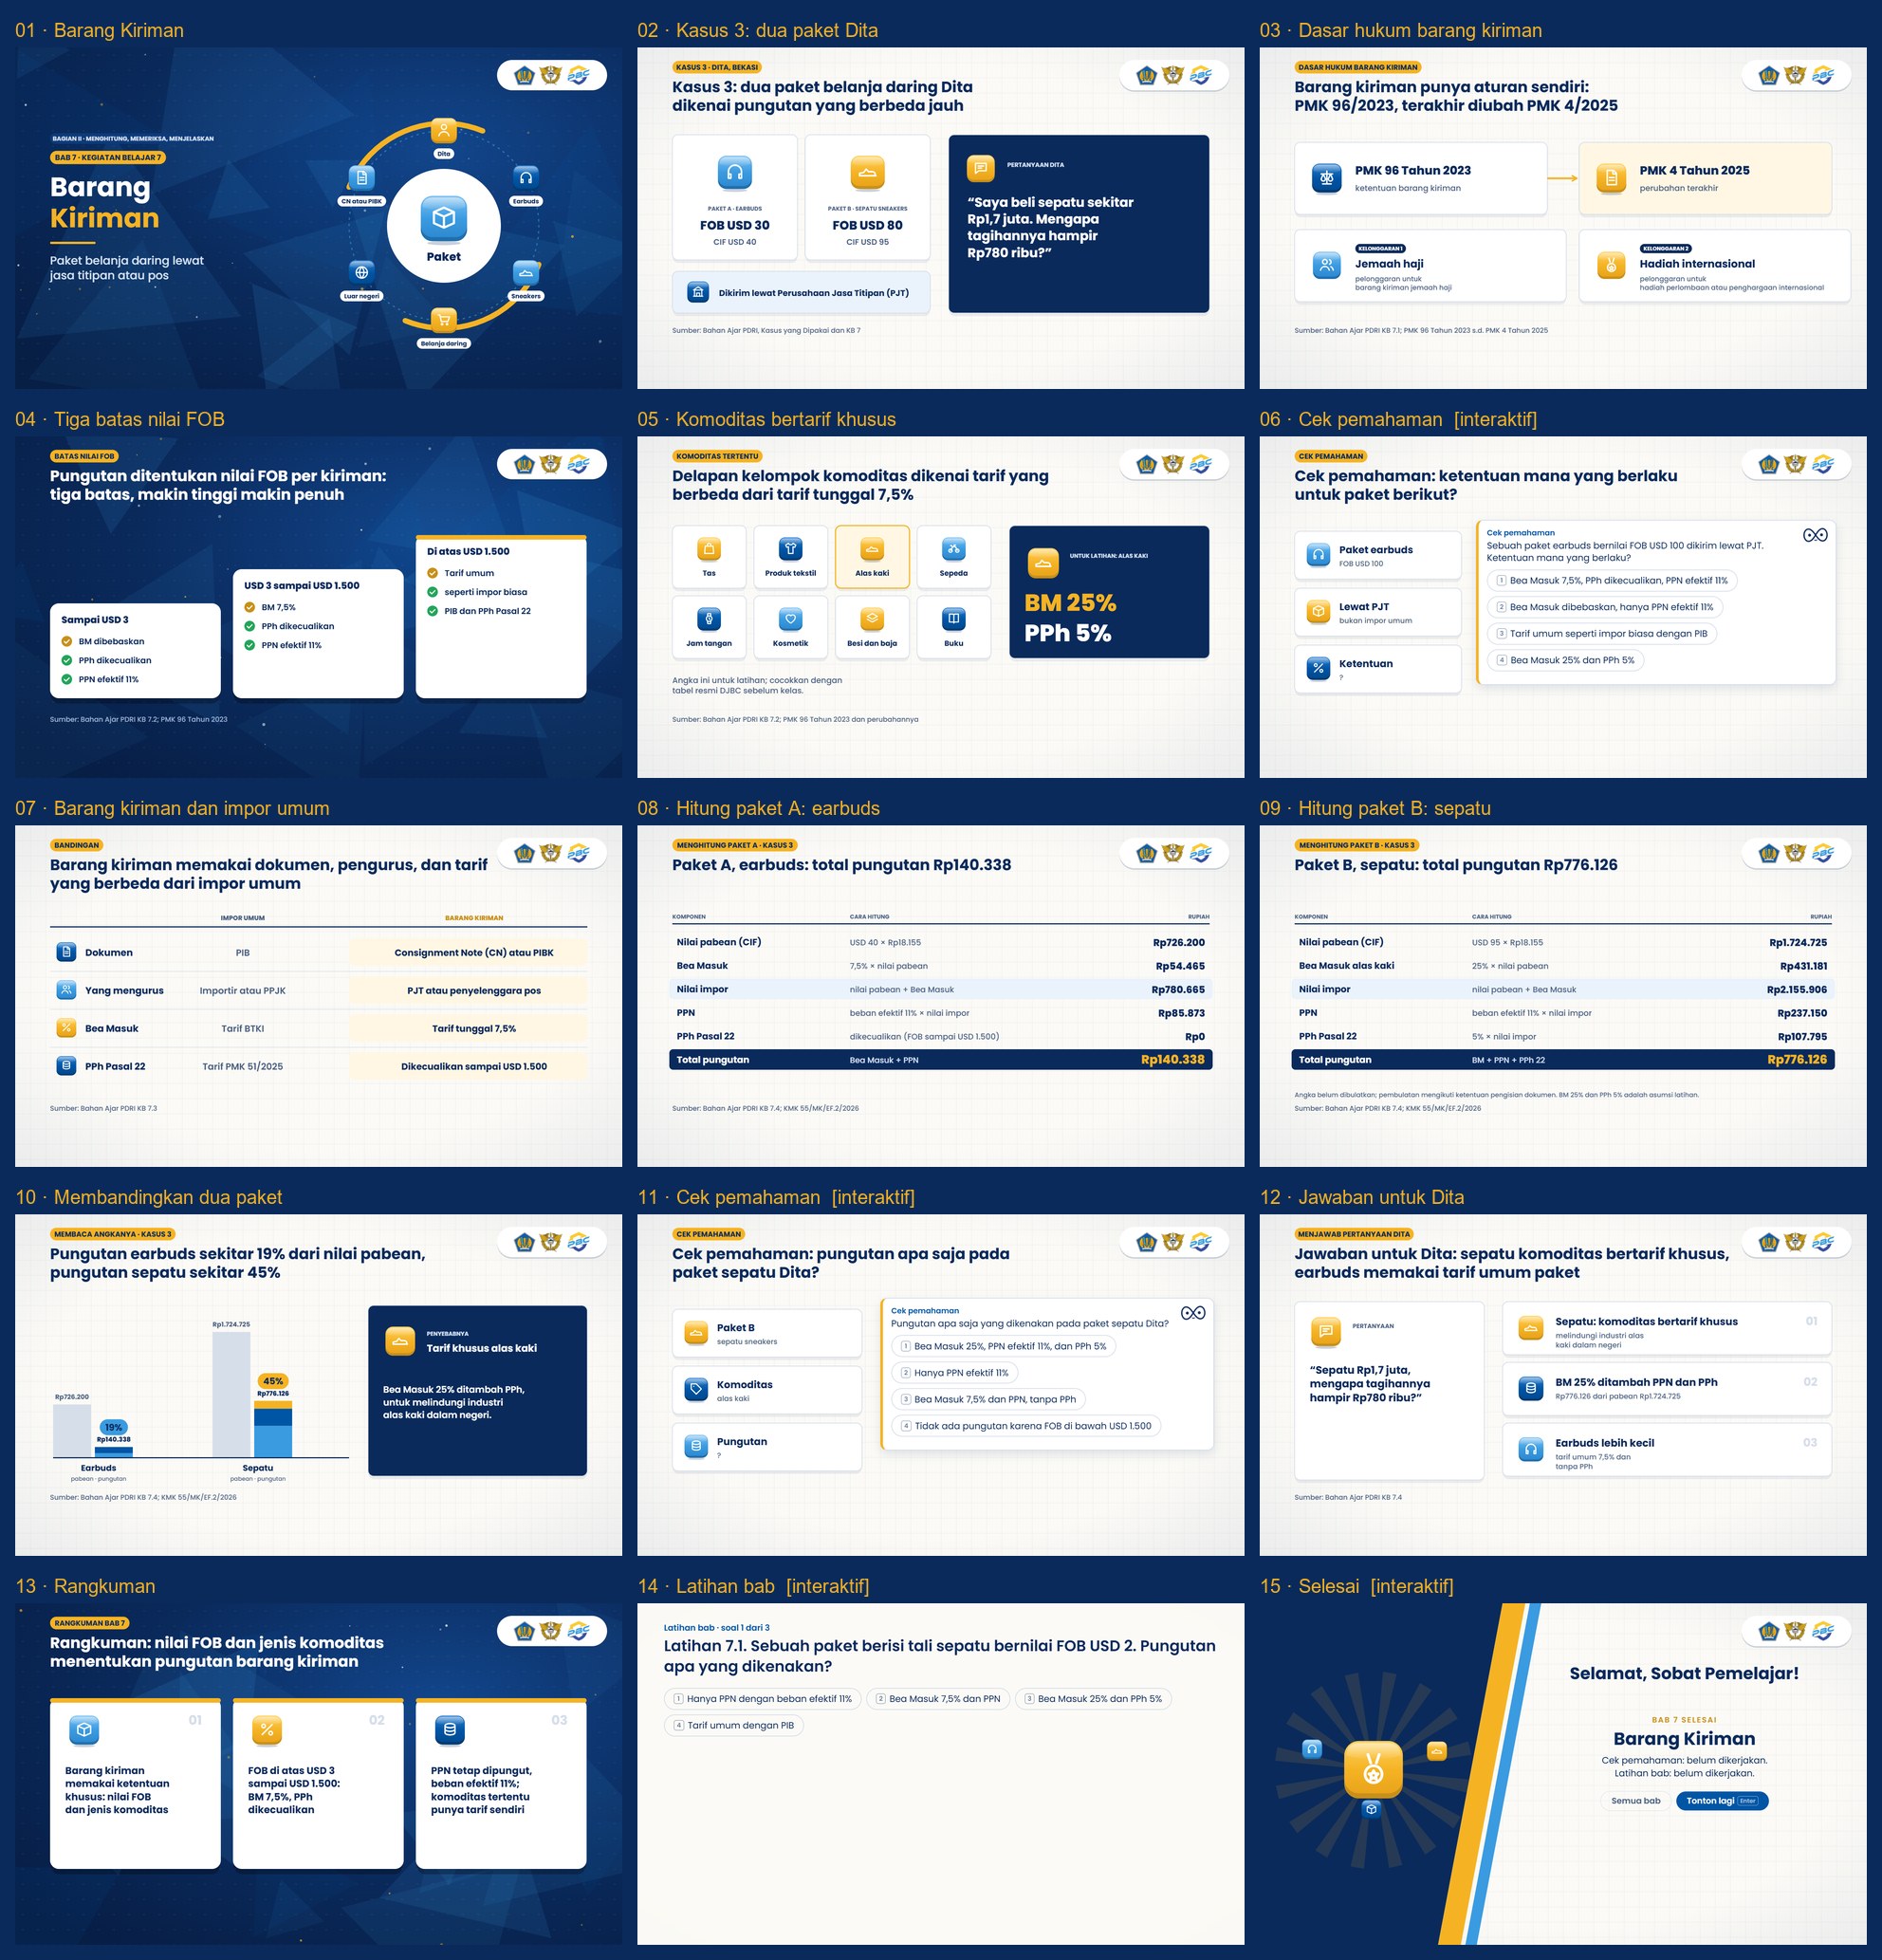 01 · Barang Kiriman
BAGIAN II · MENGHITUNG, MEMERIKSA, MENJELASKAN
BAB 7 · KEGIATAN BELAJAR 7
Barang
Kiriman
Paket belanja daring lewat
jasa titipan atau pos
Dita
CN atau PIBK
Earbuds
Paket
Luar negeri
Sneakers
Belanja daring
PBC
02 · Kasus 3: dua paket Dita
KASUS 3 · DITA, BEKASI
Kasus 3: dua paket belanja daring Dita
dikenai pungutan yang berbeda jauh
PBC
PAKET A · EARBUDS
FOB USD 30
CIF USD 40
PAKET B · SEPATU SNEAKERS
FOB USD 80
CIF USD 95
Dikirim lewat Perusahaan Jasa Titipan (PJT)
PERTANYAAN DITA
“Saya beli sepatu sekitar
Rp1,7 juta. Mengapa
tagihannya hampir
Rp780 ribu?”
Sumber: Bahan Ajar PDRI, Kasus yang Dipakai dan KB 7
03 · Dasar hukum barang kiriman
DASAR HUKUM BARANG KIRIMAN
Barang kiriman punya aturan sendiri:
PMK 96/2023, terakhir diubah PMK 4/2025
PBC
PMK 96 Tahun 2023
ketentuan barang kiriman
PMK 4 Tahun 2025
perubahan terakhir
KELONGGARAN 1
Jemaah haji
pelonggaran untuk
barang kiriman jemaah haji
KELONGGARAN 2
Hadiah internasional
pelonggaran untuk
hadiah perlombaan atau penghargaan internasional
Sumber: Bahan Ajar PDRI KB 7.1; PMK 96 Tahun 2023 s.d. PMK 4 Tahun 2025
04 · Tiga batas nilai FOB
BATAS NILAI FOB
Pungutan ditentukan nilai FOB per kiriman:
tiga batas, makin tinggi makin penuh
PBC
Sampai USD 3
BM dibebaskan
PPh dikecualikan
PPN efektif 11%
USD 3 sampai USD 1.500
BM 7,5%
PPh dikecualikan
PPN efektif 11%
Di atas USD 1.500
Tarif umum
seperti impor biasa
PIB dan PPh Pasal 22
Sumber: Bahan Ajar PDRI KB 7.2; PMK 96 Tahun 2023
05 · Komoditas bertarif khusus
KOMODITAS TERTENTU
Delapan kelompok komoditas dikenai tarif yang
berbeda dari tarif tunggal 7,5%
PBC
Tas
Produk tekstil
Alas kaki
Sepeda
Jam tangan
Kosmetik
Besi dan baja
Buku
UNTUK LATIHAN: ALAS KAKI
BM 25%
PPh 5%
Angka ini untuk latihan; cocokkan dengan
tabel resmi DJBC sebelum kelas.
Sumber: Bahan Ajar PDRI KB 7.2; PMK 96 Tahun 2023 dan perubahannya
06 · Cek pemahaman [interaktif]
CEK PEMAHAMAN
Cek pemahaman: ketentuan mana yang berlaku
untuk paket berikut?
PBC
Paket earbuds
FOB USD 100
Lewat PJT
bukan impor umum
Ketentuan
?
Cek pemahaman
Sebuah paket earbuds bernilai FOB USD 100 dikirim lewat PJT.
Ketentuan mana yang berlaku?
1 Bea Masuk 7,5%, PPh dikecualikan, PPN efektif 11%
2 Bea Masuk dibebaskan, hanya PPN efektif 11%
3 Tarif umum seperti impor biasa dengan PIB
4 Bea Masuk 25% dan PPh 5%
07 · Barang kiriman dan impor umum
BANDINGAN
Barang kiriman memakai dokumen, pengurus, dan tarif
yang berbeda dari impor umum
PBC
IMPOR UMUM
BARANG KIRIMAN
Dokumen PIB Consignment Note (CN) atau PIBK
Yang mengurus Importir atau PPJK PJT atau penyelenggara pos
Bea Masuk Tarif BTKI Tarif tunggal 7,5%
PPh Pasal 22 Tarif PMK 51/2025 Dikecualikan sampai USD 1.500
Sumber: Bahan Ajar PDRI KB 7.3
08 · Hitung paket A: earbuds
MENGHITUNG PAKET A · KASUS 3
Paket A, earbuds: total pungutan Rp140.338
PBC
KOMPONEN CARA HITUNG RUPIAH
Nilai pabean (CIF) USD 40 × Rp18.155 Rp726.200
Bea Masuk 7,5% × nilai pabean Rp54.465
Nilai impor nilai pabean + Bea Masuk Rp780.665
PPN beban efektif 11% × nilai impor Rp85.873
PPh Pasal 22 dikecualikan (FOB sampai USD 1.500) Rp0
Total pungutan Bea Masuk + PPN Rp140.338
Sumber: Bahan Ajar PDRI KB 7.4; KMK 55/MK/EF.2/2026
09 · Hitung paket B: sepatu
MENGHITUNG PAKET B · KASUS 3
Paket B, sepatu: total pungutan Rp776.126
PBC
KOMPONEN CARA HITUNG RUPIAH
Nilai pabean (CIF) USD 95 × Rp18.155 Rp1.724.725
Bea Masuk alas kaki 25% × nilai pabean Rp431.181
Nilai impor nilai pabean + Bea Masuk Rp2.155.906
PPN beban efektif 11% × nilai impor Rp237.150
PPh Pasal 22 5% × nilai impor Rp107.795
Total pungutan BM + PPN + PPh 22 Rp776.126
Angka belum dibulatkan; pembulatan mengikuti ketentuan pengisian dokumen. BM 25% dan PPh 5% adalah asumsi latihan.
Sumber: Bahan Ajar PDRI KB 7.4; KMK 55/MK/EF.2/2026
10 · Membandingkan dua paket
MEMBACA ANGKANYA · KASUS 3
Pungutan earbuds sekitar 19% dari nilai pabean,
pungutan sepatu sekitar 45%
PBC
Rp726.200
19%
Rp140.338
Earbuds
pabean · pungutan
Rp1.724.725
45%
Rp776.126
Sepatu
pabean · pungutan
PENYEBABNYA
Tarif khusus alas kaki
Bea Masuk 25% ditambah PPh,
untuk melindungi industri
alas kaki dalam negeri.
Sumber: Bahan Ajar PDRI KB 7.4; KMK 55/MK/EF.2/2026
11 · Cek pemahaman [interaktif]
CEK PEMAHAMAN
Cek pemahaman: pungutan apa saja pada
paket sepatu Dita?
PBC
Paket B
sepatu sneakers
Komoditas
alas kaki
Pungutan
?
Cek pemahaman
Pungutan apa saja yang dikenakan pada paket sepatu Dita?
1 Bea Masuk 25%, PPN efektif 11%, dan PPh 5%
2 Hanya PPN efektif 11%
3 Bea Masuk 7,5% dan PPN, tanpa PPh
4 Tidak ada pungutan karena FOB di bawah USD 1.500
12 · Jawaban untuk Dita
MENJAWAB PERTANYAAN DITA
Jawaban untuk Dita: sepatu komoditas bertarif khusus,
earbuds memakai tarif umum paket
PBC
PERTANYAAN
“Sepatu Rp1,7 juta,
mengapa tagihannya
hampir Rp780 ribu?”
Sepatu: komoditas bertarif khusus 01
melindungi industri alas
kaki dalam negeri
BM 25% ditambah PPN dan PPh 02
Rp776.126 dari pabean Rp1.724.725
Earbuds lebih kecil 03
tarif umum 7,5% dan
tanpa PPh
Sumber: Bahan Ajar PDRI KB 7.4
13 · Rangkuman
RANGKUMAN BAB 7
Rangkuman: nilai FOB dan jenis komoditas
menentukan pungutan barang kiriman
PBC
01
Barang kiriman
memakai ketentuan
khusus: nilai FOB
dan jenis komoditas
02
FOB di atas USD 3
sampai USD 1.500:
BM 7,5%, PPh
dikecualikan
03
PPN tetap dipungut,
beban efektif 11%;
komoditas tertentu
punya tarif sendiri
14 · Latihan bab [interaktif]
Latihan bab · soal 1 dari 3
Latihan 7.1. Sebuah paket berisi tali sepatu bernilai FOB USD 2. Pungutan
apa yang dikenakan?
1 Hanya PPN dengan beban efektif 11%
2 Bea Masuk 7,5% dan PPN
3 Bea Masuk 25% dan PPh 5%
4 Tarif umum dengan PIB
15 · Selesai [interaktif]
PBC
Selamat, Sobat Pemelajar!
BAB 7 SELESAI
Barang Kiriman
Cek pemahaman: belum dikerjakan.
Latihan bab: belum dikerjakan.
Semua bab
Tonton lagi Enter